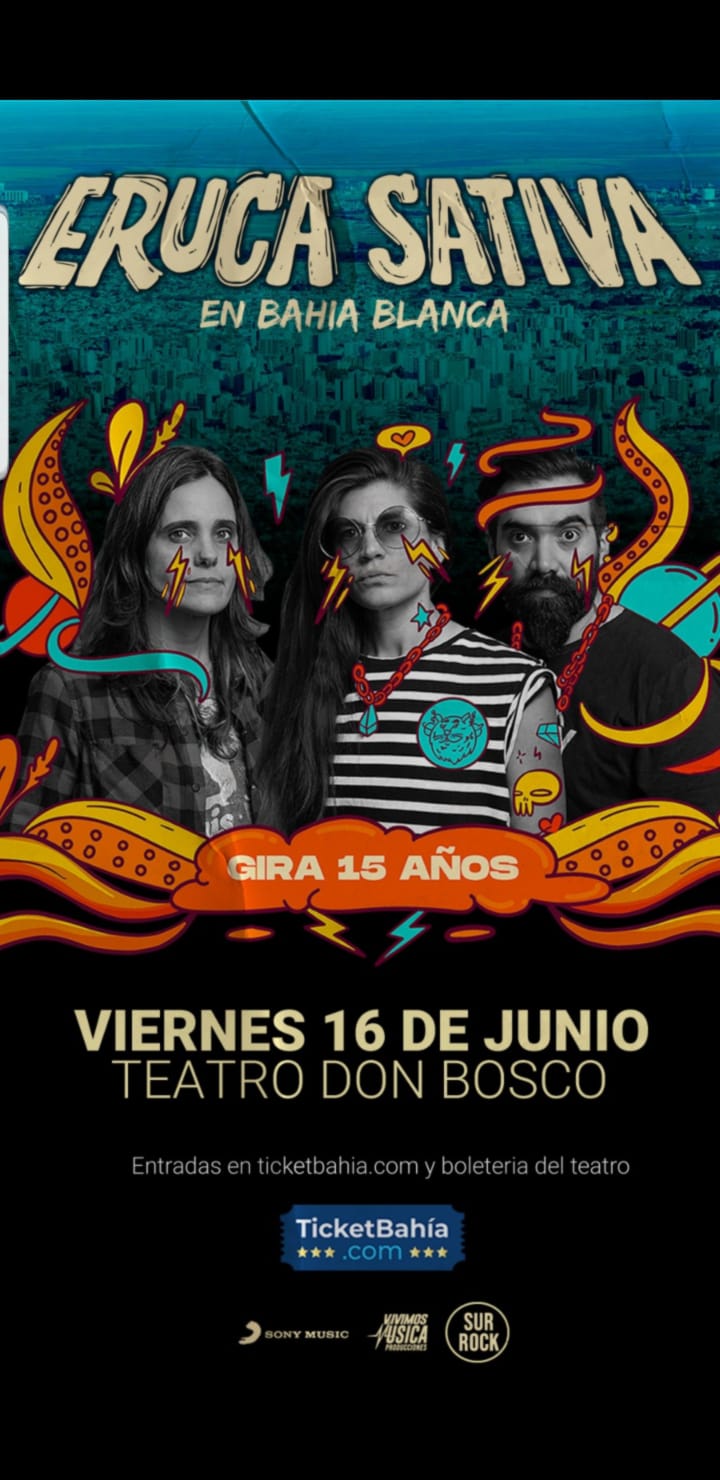 ERUCA SATIVA
EN BAHIA BLANCA
GIRA 15 AÑOS
VIERNES 16 DE JUNIO
TEATRO DON BOSCO
Entradas en ticketbahia.com y boleteria del teatro
TicketBahía
.com
SONY MUSIC
VIVIMOS
MUSICA
PRODUCCIONES
SUR
ROCK